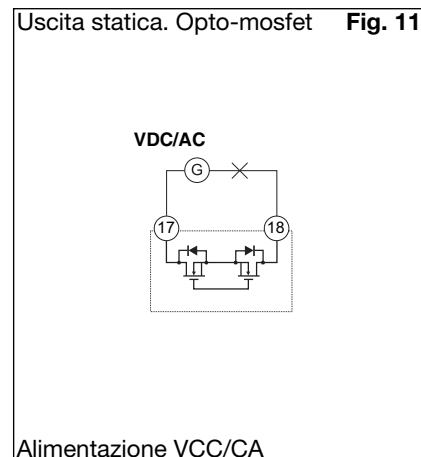 Uscita statica. Opto-mosfet Fig. 11
VDC/AC
G
17 18
Alimentazione VCC/CA